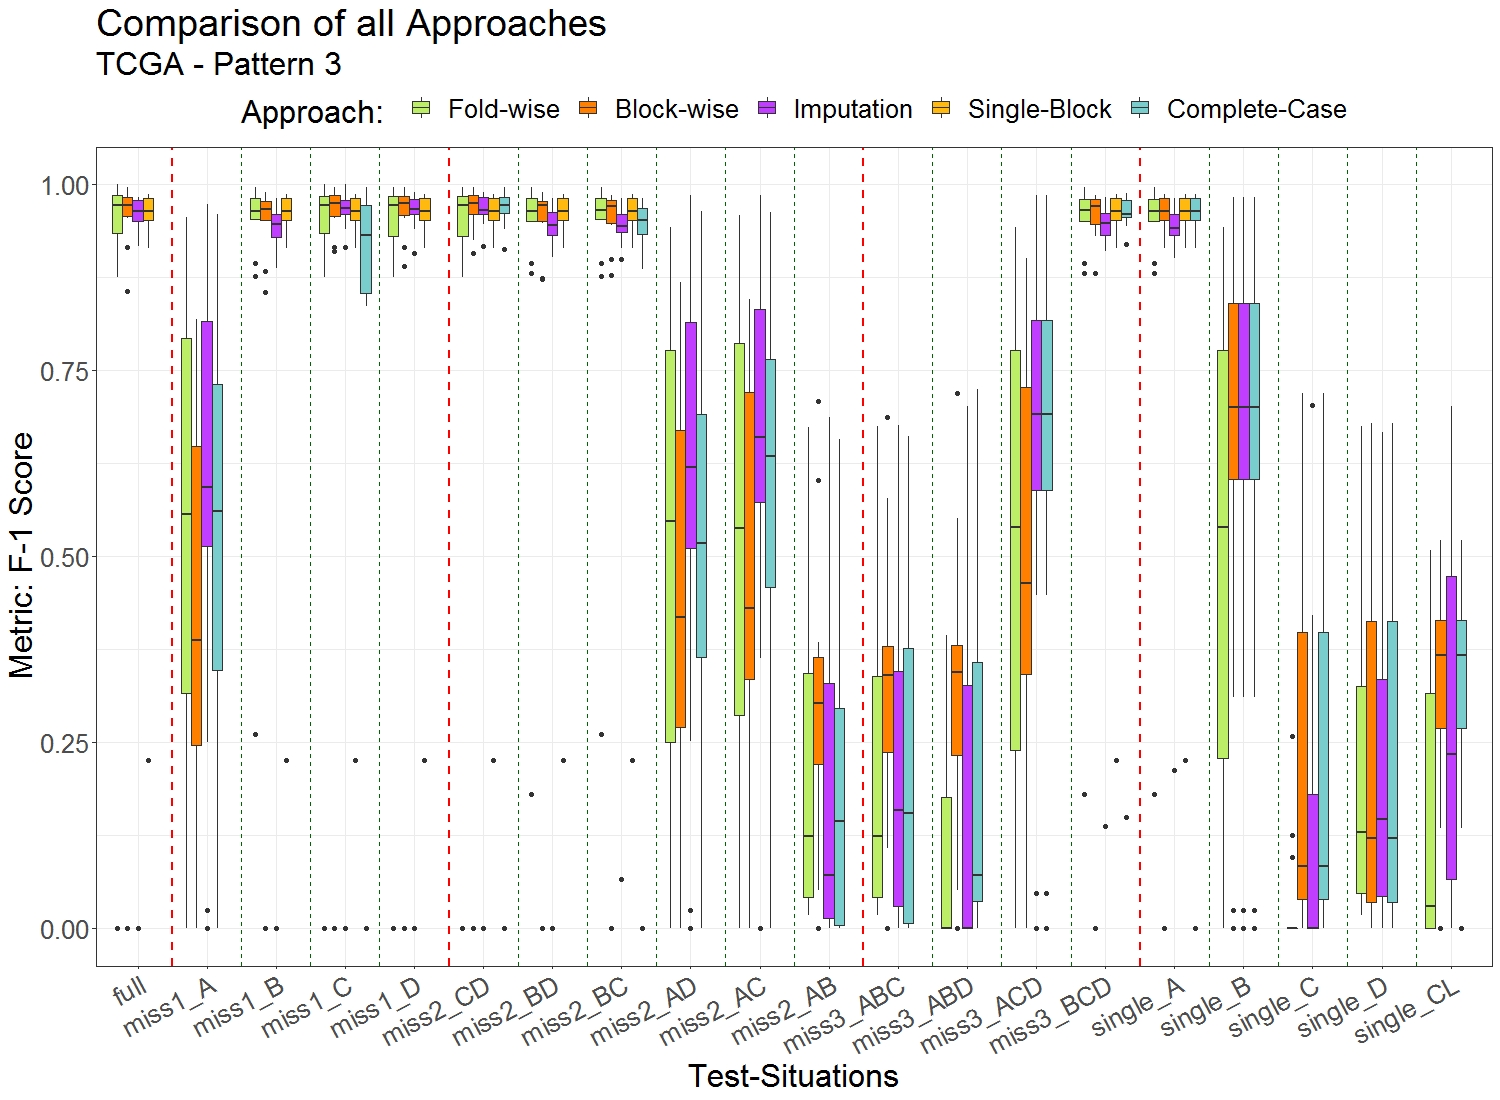 Comparison of all Approaches
TCGA - Pattern 3
Approach: Fold-wise Block-wise Imputation Single-Block Complete-Case
Metric: F-1 Score
1.00
0.75
0.50
0.25
0.00
full miss1_A miss1_B miss1_C miss1_D miss2_CD miss2_BD miss2_BC miss2_AD miss2_AC miss2_AB miss3_ABC miss3_ABD miss3_ACD miss3_BCD single_A single_B single_C single_D single_CL
Test-Situations